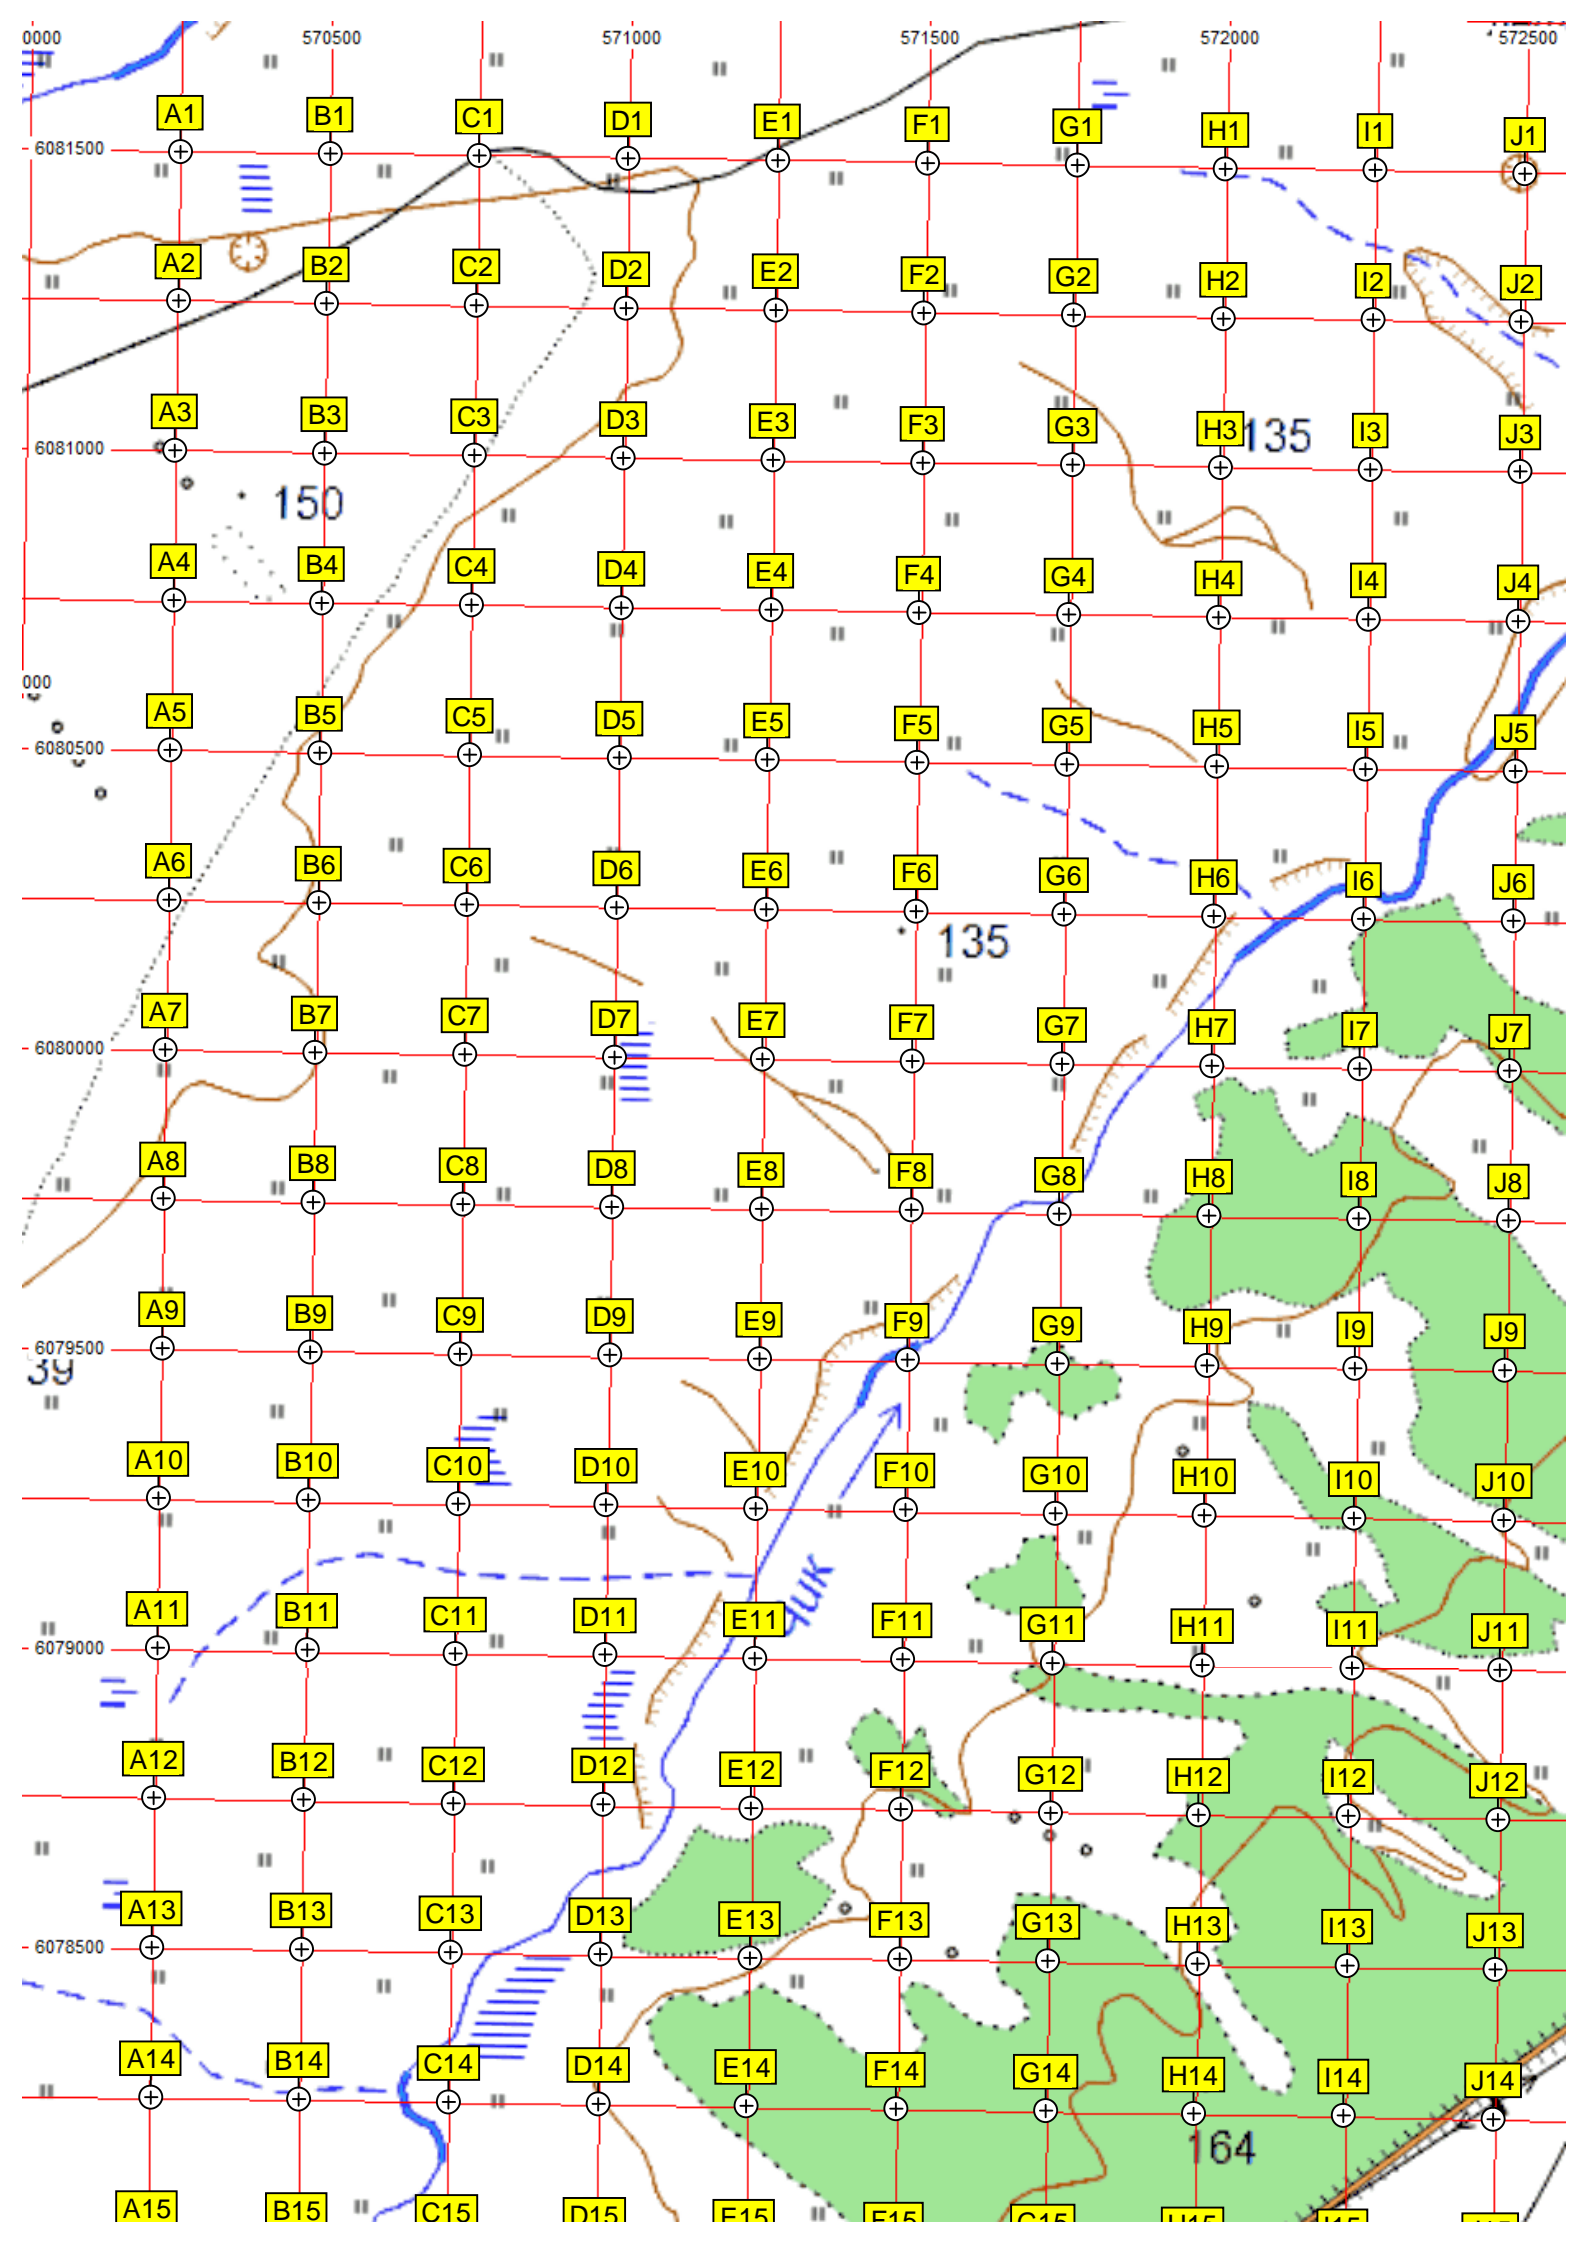 0000 570500 571000 571500 572000 572500
A1 B1 C1 D1 E1 F1 G1 H1 I1 J1
6081500
A2 B2 C2 D2 E2 F2 G2 H2 I2 J2
A3 B3 C3 D3 E3 F3 G3 H3 135 I3 J3
6081000
150
A4 B4 C4 D4 E4 F4 G4 H4 I4 J4
000
A5 B5 C5 D5 E5 F5 G5 H5 I5 J5
6080500
A6 B6 C6 D6 E6 F6 G6 H6 I6 J6
135
A7 B7 C7 D7 E7 F7 G7 H7 I7 J7
6080000
A8 B8 C8 D8 E8 F8 G8 H8 I8 J8
A9 B9 C9 D9 E9 F9 G9 H9 I9 J9
6079500
39
A10 B10 C10 D10 E10 F10 G10 H10 I10 J10
Чик
A11 B11 C11 D11 E11 F11 G11 H11 I11 J11
6079000
A12 B12 C12 D12 E12 F12 G12 H12 I12 J12
A13 B13 C13 D13 E13 F13 G13 H13 I13 J13
6078500
A14 B14 C14 D14 E14 F14 G14 H14 I14 J14
164
A15 B15 C15 D15 E15 F15 G15 H15 I15